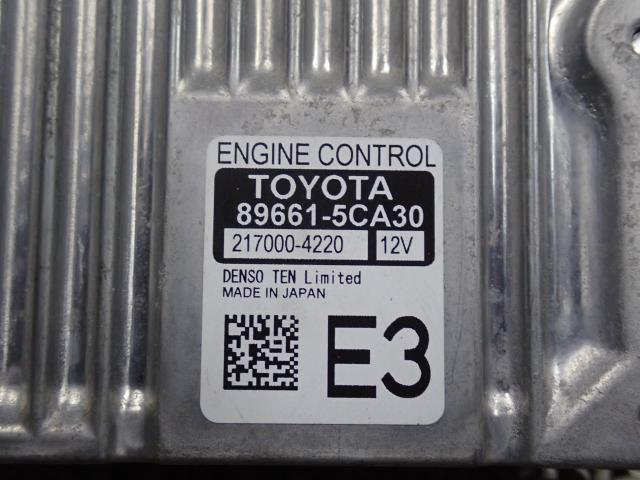 ENGINE CONTROL
TOYOTA
89661-5CA30
217000-4220 12V
DENSO TEN Limited
MADE IN JAPAN
E3